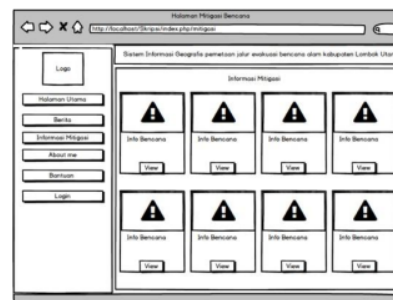 Halaman Mitigasi Bencana
http://localhost/Skripsi/index.php/mitigasi
Sistem Informasi Geografis pemetaan jalur evakuasi bencana alam kabupaten Lombok Utar
Logo
Halaman Utama
Berita
Informasi Mitigasi
About me
Bantuan
Login
Informasi Mitigasi
Info Bencana
Info Bencana
Info Bencana
Info Bencana
View
View
View
View
Info Bencana
Info Bencana
Info Bencana
Info Bencana
View
View
View
View